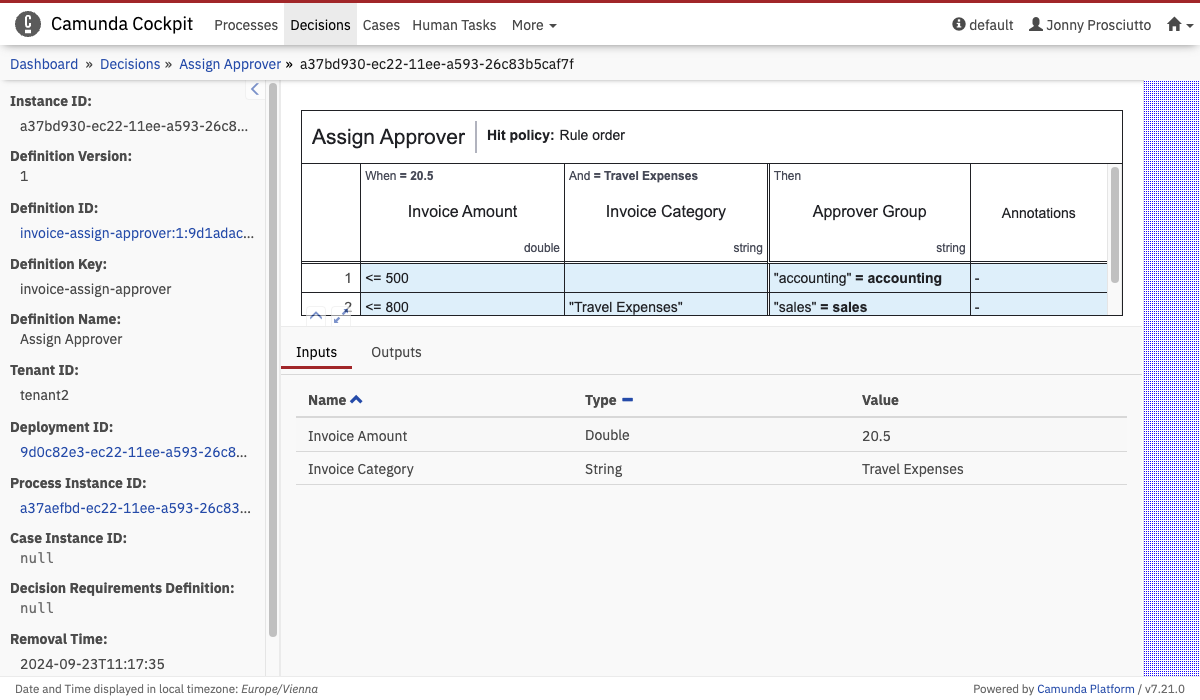 Camunda Cockpit Processes Decisions Cases Human Tasks More default Jonny Prosciutto
Dashboard » Decisions » Assign Approver » a37bd930-ec22-11ee-a593-26c83b5caf7f
Instance ID:
a37bd930-ec22-11ee-a593-26c8...
Definition Version:
1
Definition ID:
invoice-assign-approver:1:9d1adac...
Definition Key:
invoice-assign-approver
Definition Name:
Assign Approver
Tenant ID:
tenant2
Deployment ID:
9d0c82e3-ec22-11ee-a593-26c8...
Process Instance ID:
a37aefbd-ec22-11ee-a593-26c83...
Case Instance ID:
null
Decision Requirements Definition:
null
Removal Time:
2024-09-23T11:17:35
Assign Approver Hit policy: Rule order
When = 20.5 And = Travel Expenses Then
Invoice Amount Invoice Category Approver Group Annotations
double string string
1 <= 500 "accounting" = accounting -
2 <= 800 "Travel Expenses" "sales" = sales -
Inputs Outputs
Name Type Value
Invoice Amount Double 20.5
Invoice Category String Travel Expenses
Date and Time displayed in local timezone: Europe/Vienna Powered by Camunda Platform / v7.21.0